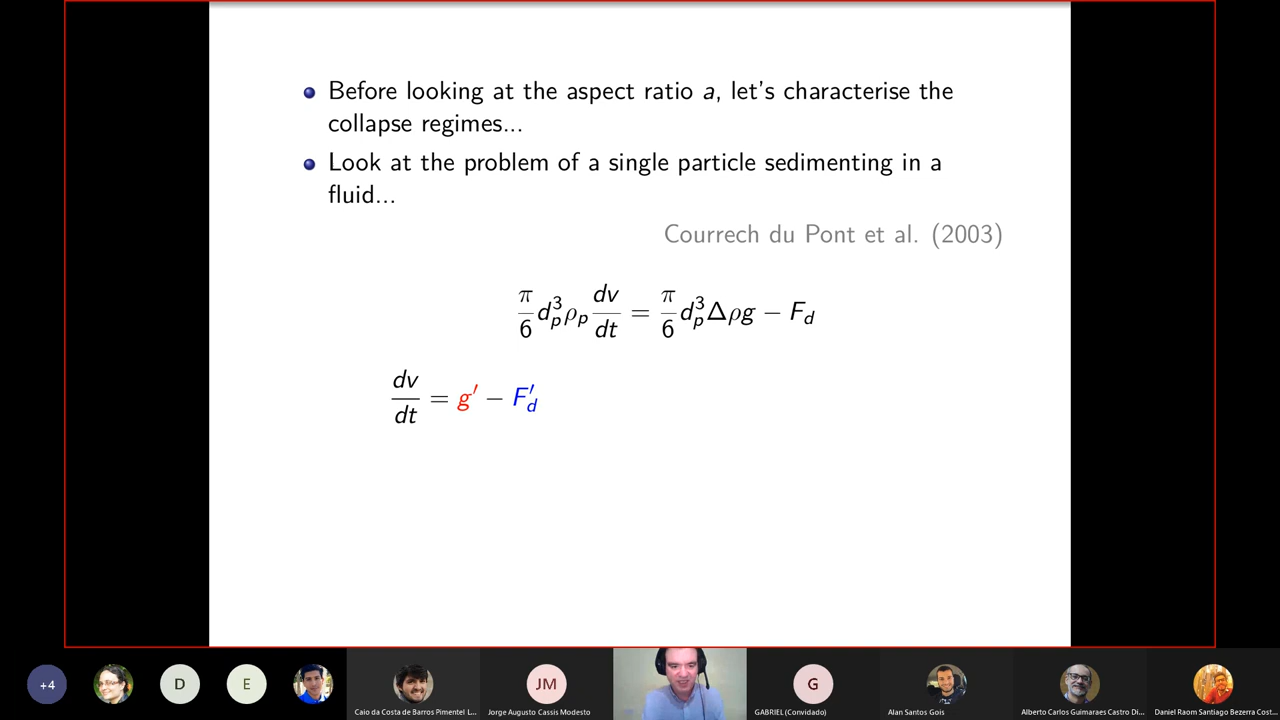 Before looking at the aspect ratio a, let's characterise the
collapse regimes...
Look at the problem of a single particle sedimenting in a
fluid...
Courrech du Pont et al. (2003)
π/6 d_p^3 ρ_p dv/dt = π/6 d_p^3 Δρg − F_d
dv/dt = g′ − F′_d
+4
D
E
JM
G
Caio da Costa de Barros Pimentel L...
Jorge Augusto Cassis Modesto
GABRIEL (Convidado)
Alan Santos Gois
Alberto Carlos Guimaraes Castro Di...
Daniel Raom Santiago Bezerra Cost...